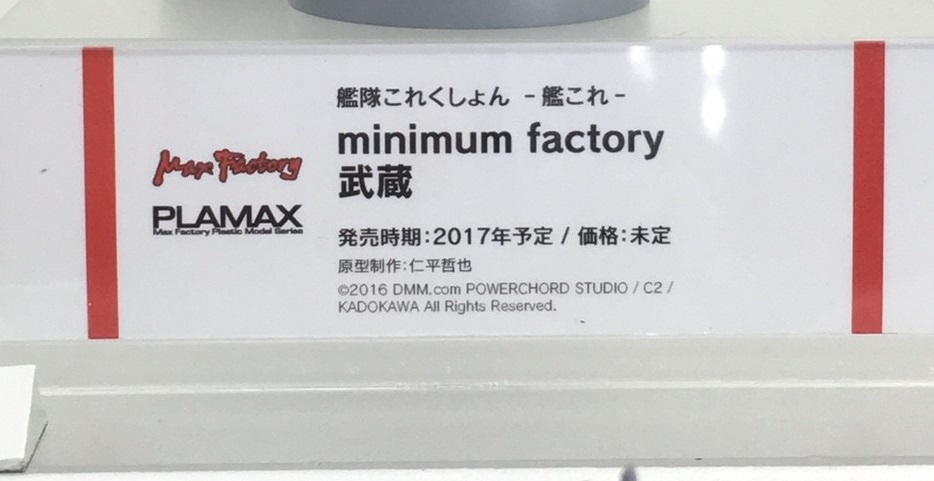 艦隊これくしょん -艦これ-
minimum factory
武蔵
Max Factory
PLAMAX
Max Factory Plastic Model Series
発売時期:2017年予定 / 価格:未定
原型制作:仁平哲也
©2016 DMM.com POWERCHORD STUDIO / C2 /
KADOKAWA All Rights Reserved.